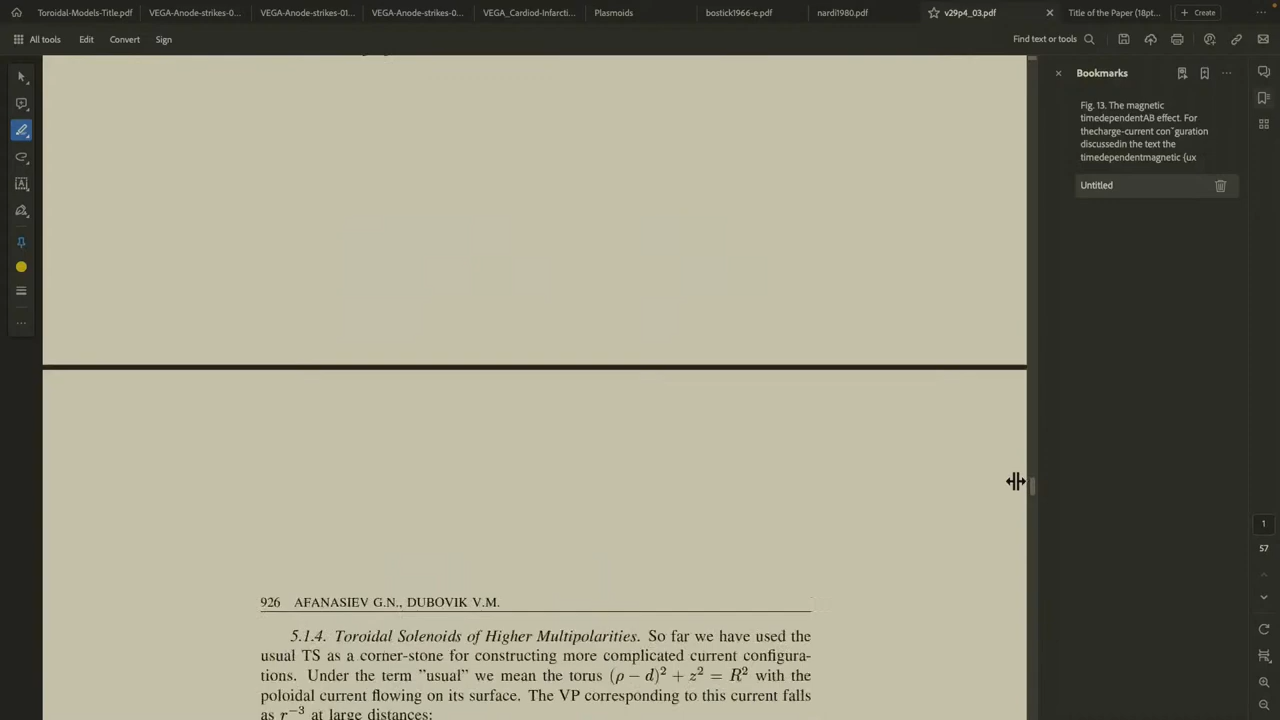 Toroidal-Models-Title.pdf
VEGA-Anode-strikes-0...
VEGA-Anode-strikes-01...
VEGA-Anode-strikes-0...
VEGA_Cardiod-Infarcti...
Plasmoids
bostick1966-e.pdf
nardi1980.pdf
v29p4_03.pdf
Title of the Paper (18pt...
Create
All tools Edit Convert Sign
Find text or tools
Bookmarks
Fig. 13. The magnetic
timedependentAB effect. For
thecharge-current con˝guration
discussedin the text the
timedependentmagnetic {ux
Untitled
1
57
926 AFANASIEV G.N., DUBOVIK V.M.
5.1.4. Toroidal Solenoids of Higher Multipolarities. So far we have used the
usual TS as a corner-stone for constructing more complicated current configura-
tions. Under the term "usual" we mean the torus (ρ − d)² + z² = R² with the
poloidal current flowing on its surface. The VP corresponding to this current falls
as r⁻³ at large distances: